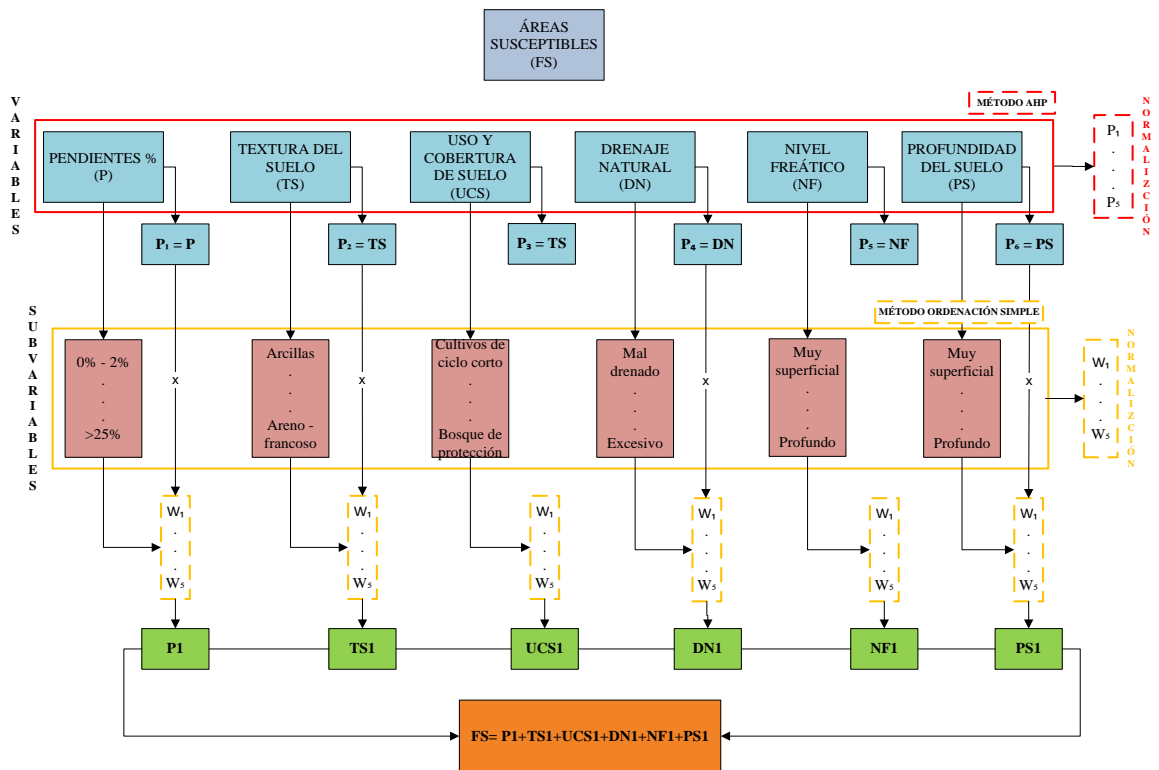 ÁREAS
SUSCEPTIBLES
(FS)
VARIABLES
MÉTODO AHP
NORMALIZCIÓN
PENDIENTES %
(P)
TEXTURA DEL
SUELO
(TS)
USO Y
COBERTURA
DE SUELO
(UCS)
DRENAJE
NATURAL
(DN)
NIVEL
FREÁTICO
(NF)
PROFUNDIDAD
DEL SUELO
(PS)
P₁
.
.
.
P₅
P₁ = P
P₂ = TS
P₃ = TS
P₄ = DN
P₅ = NF
P₆ = PS
SUBVARIABLES
MÉTODO ORDENACIÓN SIMPLE
NORMALIZCIÓN
0% - 2%
.
.
.
>25%
x
Arcillas
.
.
.
Areno -
francoso
x
Cultivos de
ciclo corto
.
.
.
Bosque de
protección
Mal
drenado
.
.
.
Excesivo
x
Muy
superficial
.
.
.
Profundo
Muy
superficial
.
.
.
Profundo
x
W₁
.
.
.
W₅
W₁
.
.
.
W₅
W₁
.
.
.
W₅
W₁
.
.
.
W₅
W₁
.
.
.
W₅
W₁
.
.
.
W₅
W₁
.
.
.
W₅
P1
TS1
UCS1
DN1
NF1
PS1
FS= P1+TS1+UCS1+DN1+NF1+PS1